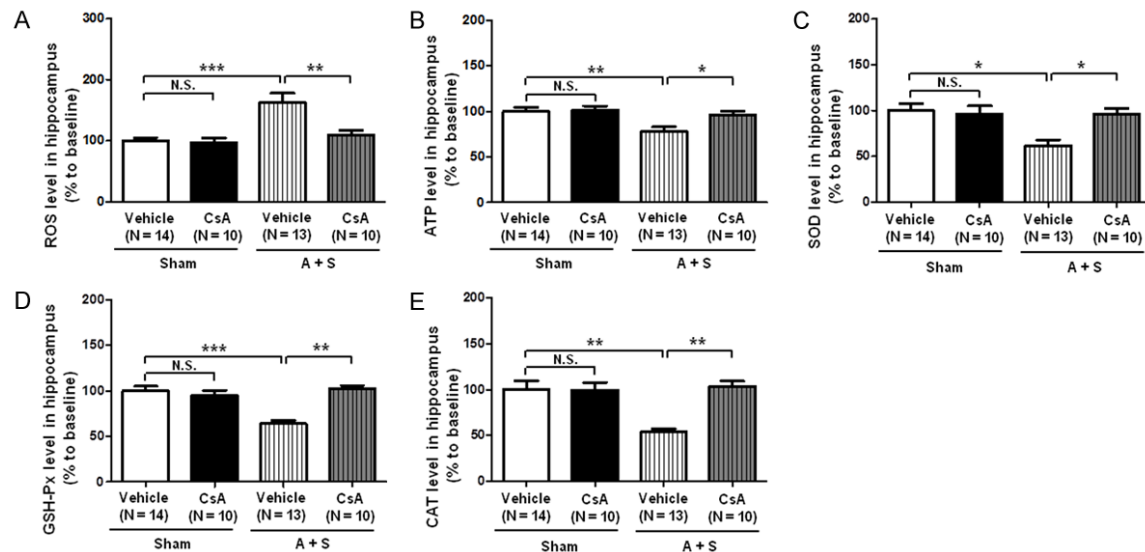 A
ROS level in hippocampus
(% to baseline)
300
200
100
0
***
**
N.S.
Vehicle CsA Vehicle CsA
(N = 14) (N = 10) (N = 13) (N = 10)
Sham A + S
B
ATP level in hippocampus
(% to baseline)
200
150
100
50
0
**
*
N.S.
Vehicle CsA Vehicle CsA
(N = 14) (N = 10) (N = 13) (N = 10)
Sham A + S
C
SOD level in hippocampus
(% to baseline)
200
150
100
50
0
*
*
N.S.
Vehicle CsA Vehicle CsA
(N = 14) (N = 10) (N = 13) (N = 10)
Sham A + S
D
GSH-Px level in hippocampus
(% to baseline)
200
150
100
50
0
***
**
N.S.
Vehicle CsA Vehicle CsA
(N = 14) (N = 10) (N = 13) (N = 10)
Sham A + S
E
CAT level in hippocampus
(% to baseline)
200
150
100
50
0
**
**
N.S.
Vehicle CsA Vehicle CsA
(N = 14) (N = 10) (N = 13) (N = 10)
Sham A + S